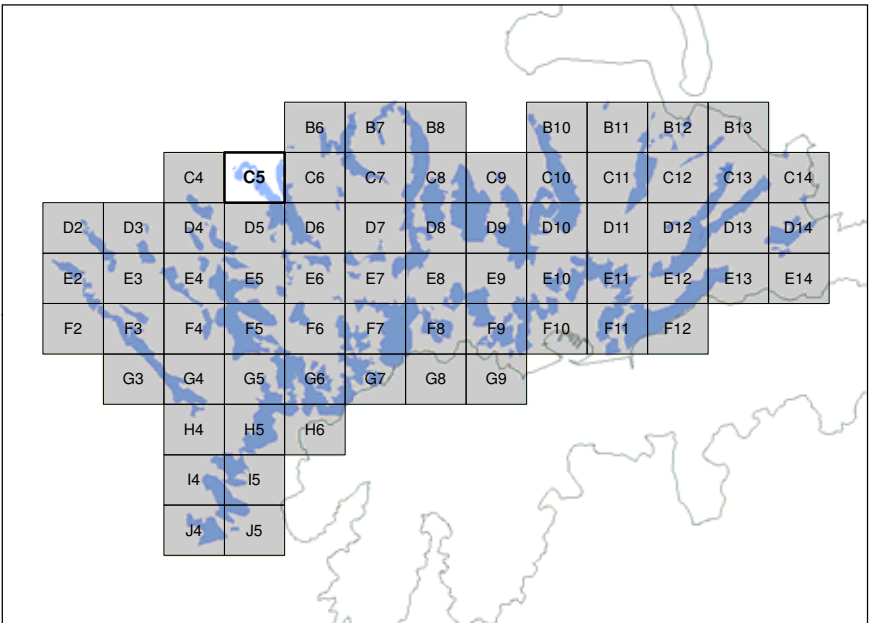 B6 B7 B8 B10 B11 B12 B13
C4 C5 C6 C7 C8 C9 C10 C11 C12 C13 C14
D2 D3 D4 D5 D6 D7 D8 D9 D10 D11 D12 D13 D14
E2 E3 E4 E5 E6 E7 E8 E9 E10 E11 E12 E13 E14
F2 F3 F4 F5 F6 F7 F8 F9 F10 F11 F12
G3 G4 G5 G6 G7 G8 G9
H4 H5 H6
I4 I5
J4 J5